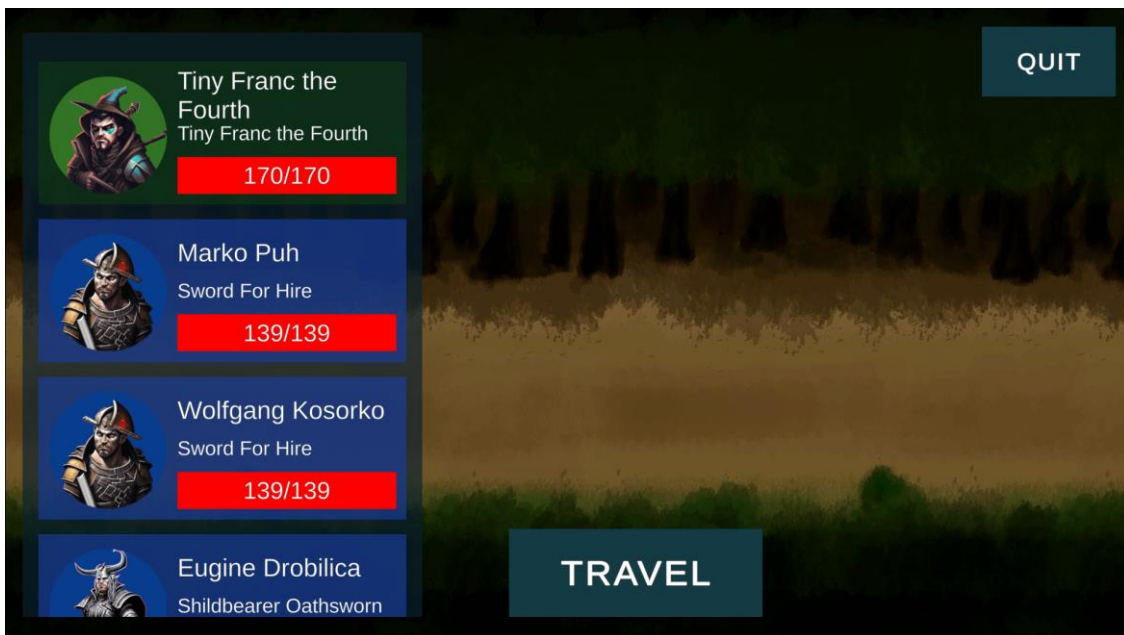 Tiny Franc the
Fourth
Tiny Franc the Fourth
170/170
Marko Puh
Sword For Hire
139/139
Wolfgang Kosorko
Sword For Hire
139/139
Eugine Drobilica
Shildbearer Oathsworn
QUIT
TRAVEL